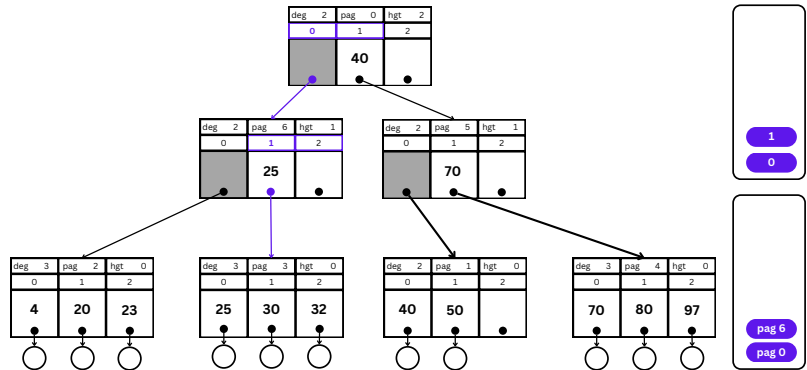 deg 2 pag 0 hgt 2
0 1 2
40
1
0
deg 2 pag 6 hgt 1
0 1 2
25
deg 2 pag 5 hgt 1
0 1 2
70
deg 3 pag 2 hgt 0
0 1 2
4 20 23
deg 3 pag 3 hgt 0
0 1 2
25 30 32
deg 2 pag 1 hgt 0
0 1 2
40 50
deg 3 pag 4 hgt 0
0 1 2
70 80 97
pag 6
pag 0